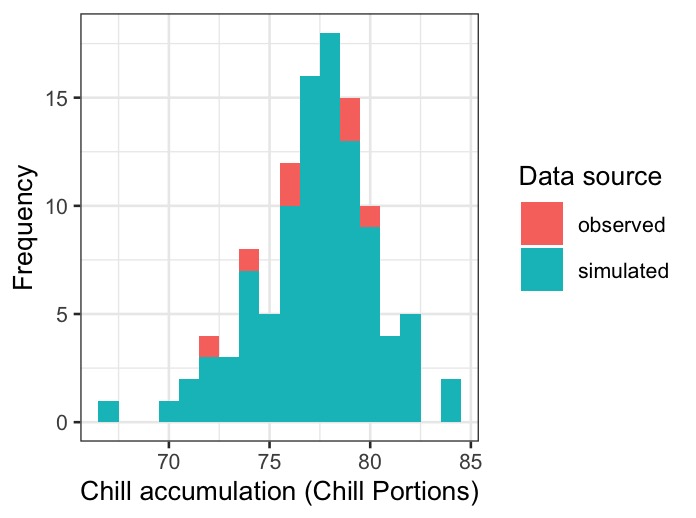 15
10
5
0
Frequency
70 75 80 85
Chill accumulation (Chill Portions)
Data source
observed
simulated